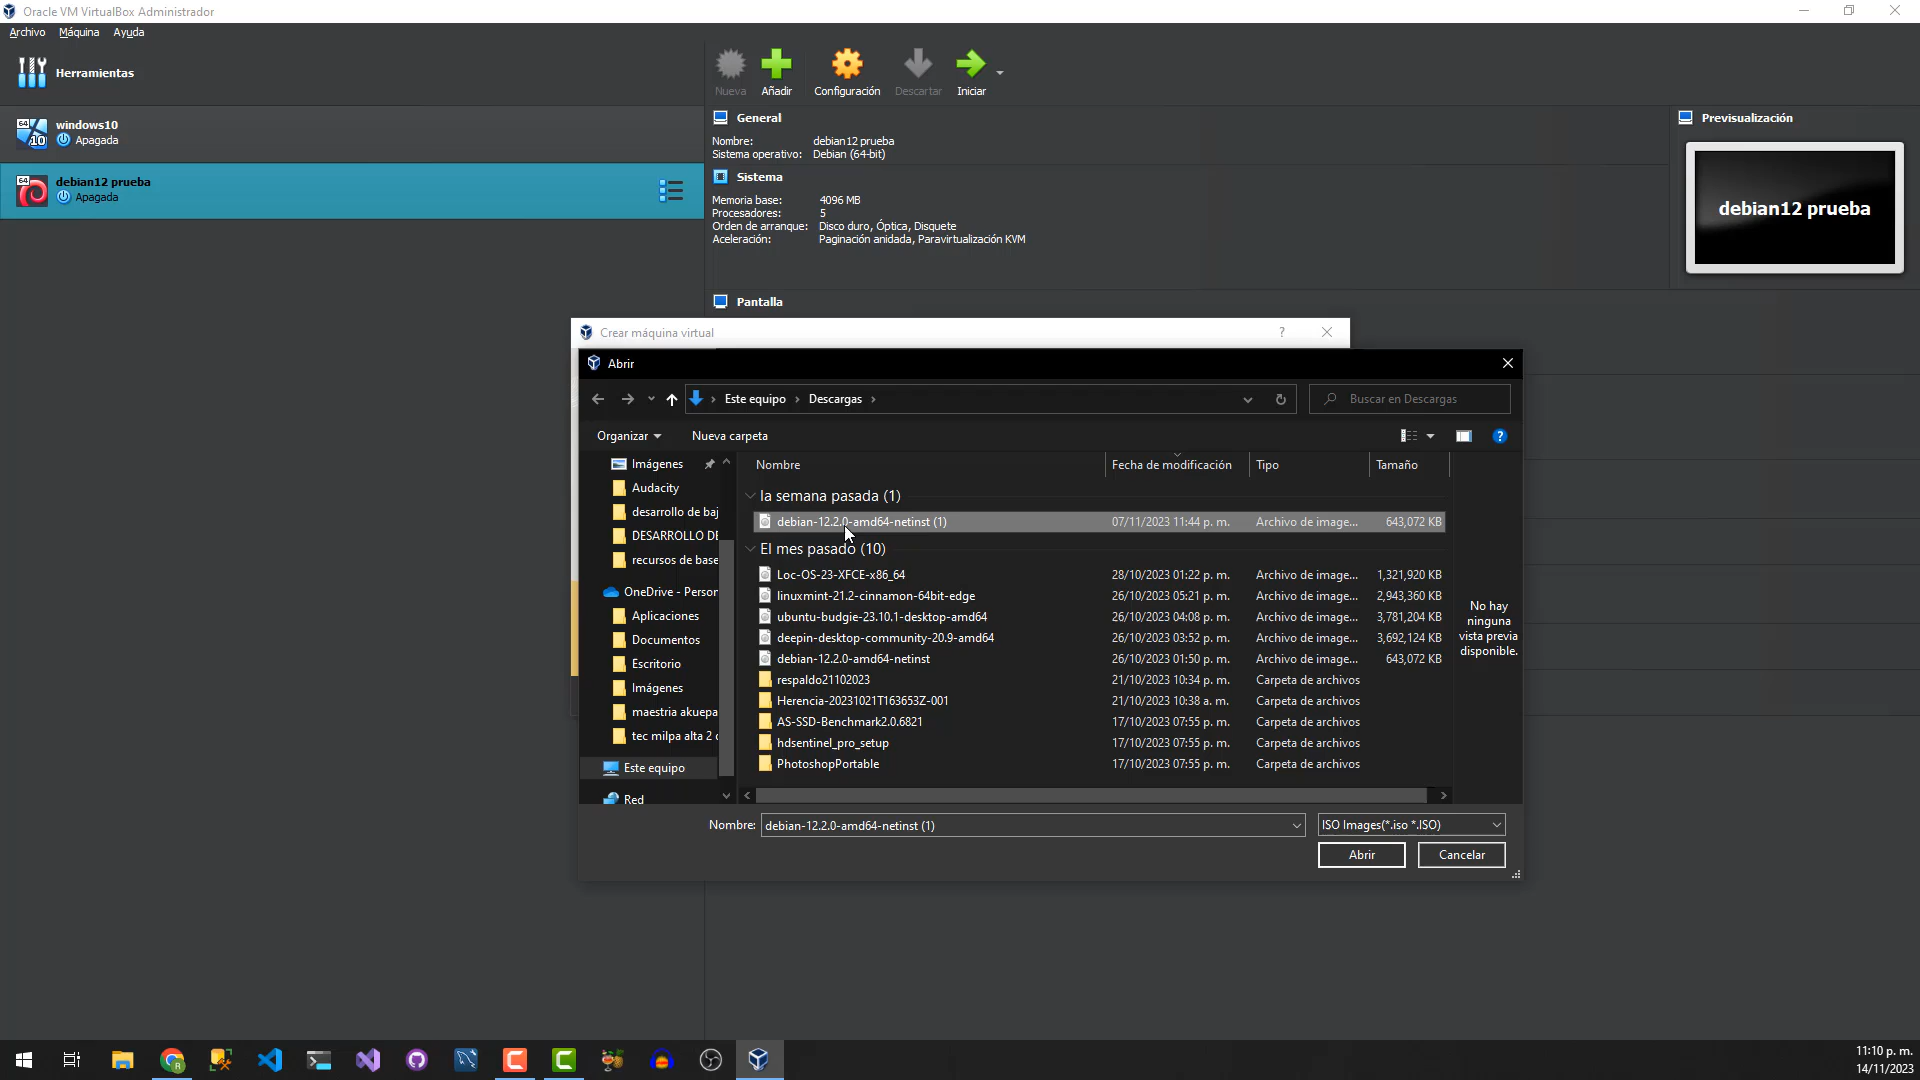 Oracle VM VirtualBox Administrador
Archivo Máquina Ayuda
Herramientas
Nueva Añadir Configuración Descartar Iniciar
64
10
windows10
Apagada
64
debian12 prueba
Apagada
General
Nombre: debian12 prueba
Sistema operativo: Debian (64-bit)
Sistema
Memoria base: 4096 MB
Procesadores: 5
Orden de arranque: Disco duro, Óptica, Disquete
Aceleración: Paginación anidada, Paravirtualización KVM
Pantalla
Previsualización
debian12 prueba
Crear máquina virtual ?
Abrir
Este equipo Descargas
Buscar en Descargas
Organizar Nueva carpeta
Imágenes
Audacity
desarrollo de baj
DESARROLLO DE
recursos de base
OneDrive - Person
Aplicaciones
Documentos
Escritorio
Imágenes
maestria akuepa
tec milpa alta 2
Este equipo
Red
Nombre Fecha de modificación Tipo Tamaño
la semana pasada (1)
debian-12.2.0-amd64-netinst (1) 07/11/2023 11:44 p. m. Archivo de image... 643,072 KB
El mes pasado (10)
Loc-OS-23-XFCE-x86_64 28/10/2023 01:22 p. m. Archivo de image... 1,321,920 KB
linuxmint-21.2-cinnamon-64bit-edge 26/10/2023 05:21 p. m. Archivo de image... 2,943,360 KB
ubuntu-budgie-23.10.1-desktop-amd64 26/10/2023 04:08 p. m. Archivo de image... 3,781,204 KB
deepin-desktop-community-20.9-amd64 26/10/2023 03:52 p. m. Archivo de image... 3,692,124 KB
debian-12.2.0-amd64-netinst 26/10/2023 01:50 p. m. Archivo de image... 643,072 KB
respaldo21102023 21/10/2023 10:34 p. m. Carpeta de archivos
Herencia-20231021T163653Z-001 21/10/2023 10:38 a. m. Carpeta de archivos
AS-SSD-Benchmark2.0.6821 17/10/2023 07:55 p. m. Carpeta de archivos
hdsentinel_pro_setup 17/10/2023 07:55 p. m. Carpeta de archivos
PhotoshopPortable 17/10/2023 07:55 p. m. Carpeta de archivos
No hay
ninguna
vista previa
disponible.
Nombre: debian-12.2.0-amd64-netinst (1) ISO Images(*.iso *.ISO)
Abrir Cancelar
11:10 p. m.
14/11/2023